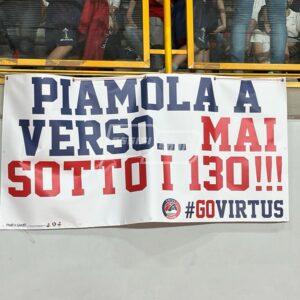 PIAMOLA A
VERSO... MAI
SOTTO I 130!!!
#GOVIRTUS